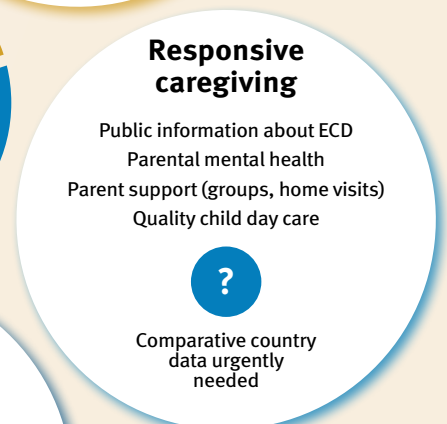 Responsive
caregiving
Public information about ECD
Parental mental health
Parent support (groups, home visits)
Quality child day care
?
Comparative country
data urgently
needed